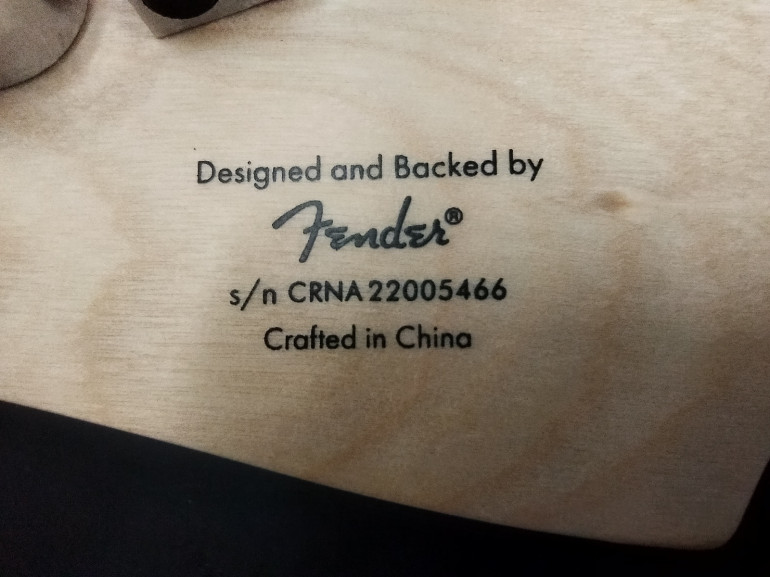 Designed and Backed by
Fender®
s/n CRNA22005466
Crafted in China